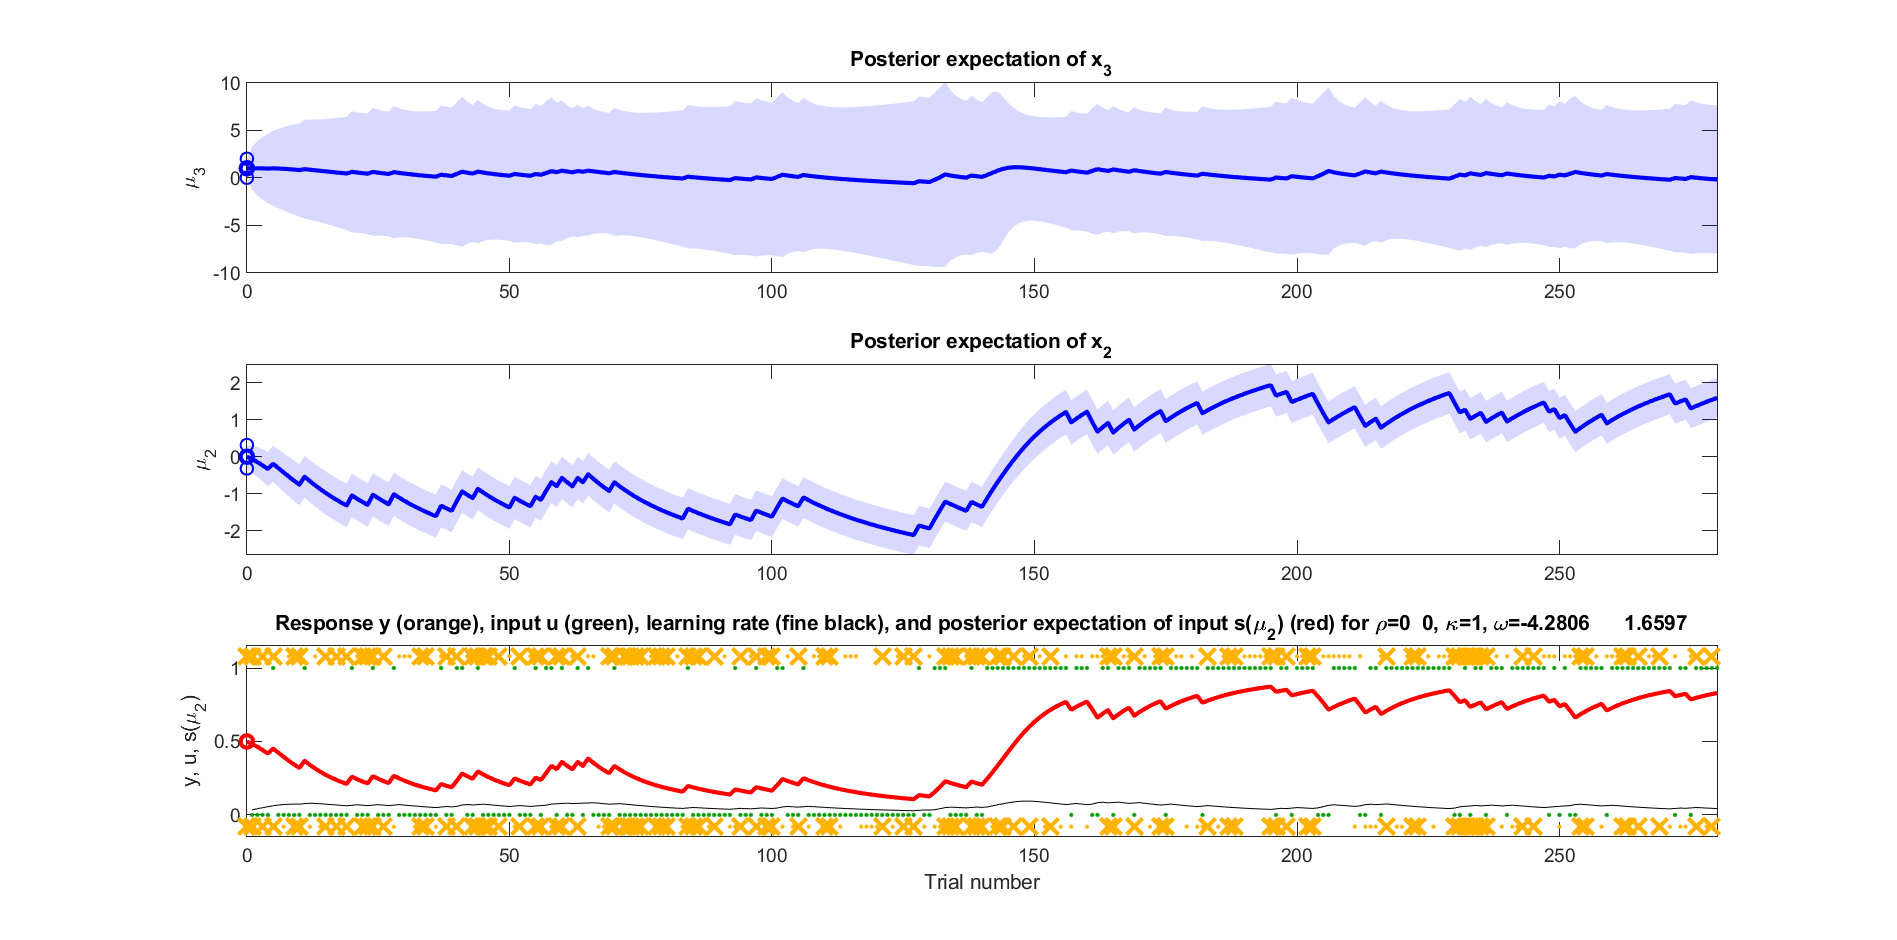 Posterior expectation of x3
10
5
0
-5
-10
μ3
0 50 100 150 200 250
Posterior expectation of x2
2
1
0
-1
-2
μ2
0 50 100 150 200 250
Response y (orange), input u (green), learning rate (fine black), and posterior expectation of input s(μ2) (red) for ρ=0 0, κ=1, ω=-4.2806 1.6597
1
0.5
0
y, u, s(μ2)
0 50 100 150 200 250
Trial number